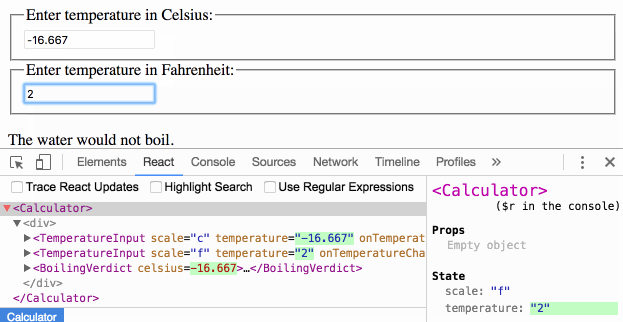 Enter temperature in Celsius:
-16.667
Enter temperature in Fahrenheit:
2
The water would not boil.
Elements React Console Sources Network Timeline Profiles »
Trace React Updates Highlight Search Use Regular Expressions
<Calculator>
<div>
<TemperatureInput scale="c" temperature="-16.667" onTemperat
<TemperatureInput scale="f" temperature="2" onTemperatureCha
<BoilingVerdict celsius=-16.667>…</BoilingVerdict>
</div>
</Calculator>
Calculator
<Calculator>
($r in the console)
Props
Empty object
State
scale: "f"
temperature: "2"